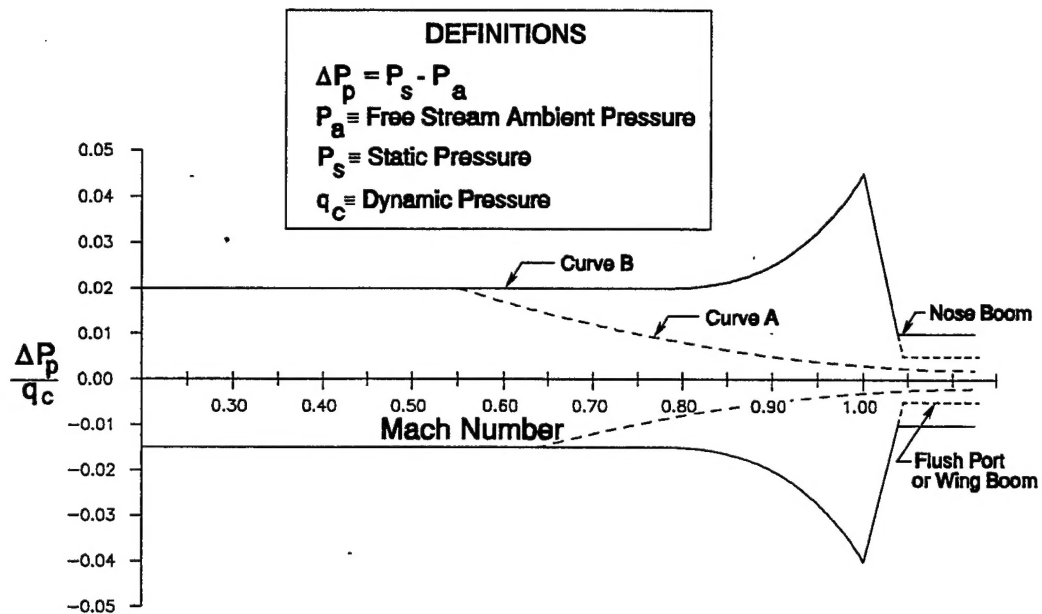 DEFINITIONS
ΔPp = Ps - Pa
Pa ≡ Free Stream Ambient Pressure
Ps ≡ Static Pressure
qc ≡ Dynamic Pressure
0.05
0.04
0.03
0.02
0.01
0.00
-0.01
-0.02
-0.03
-0.04
-0.05
ΔPp
qc
Curve B
Curve A
Nose Boom
0.30 0.40 0.50 0.60 0.70 0.80 0.90 1.00
Mach Number
Flush Port
or Wing Boom